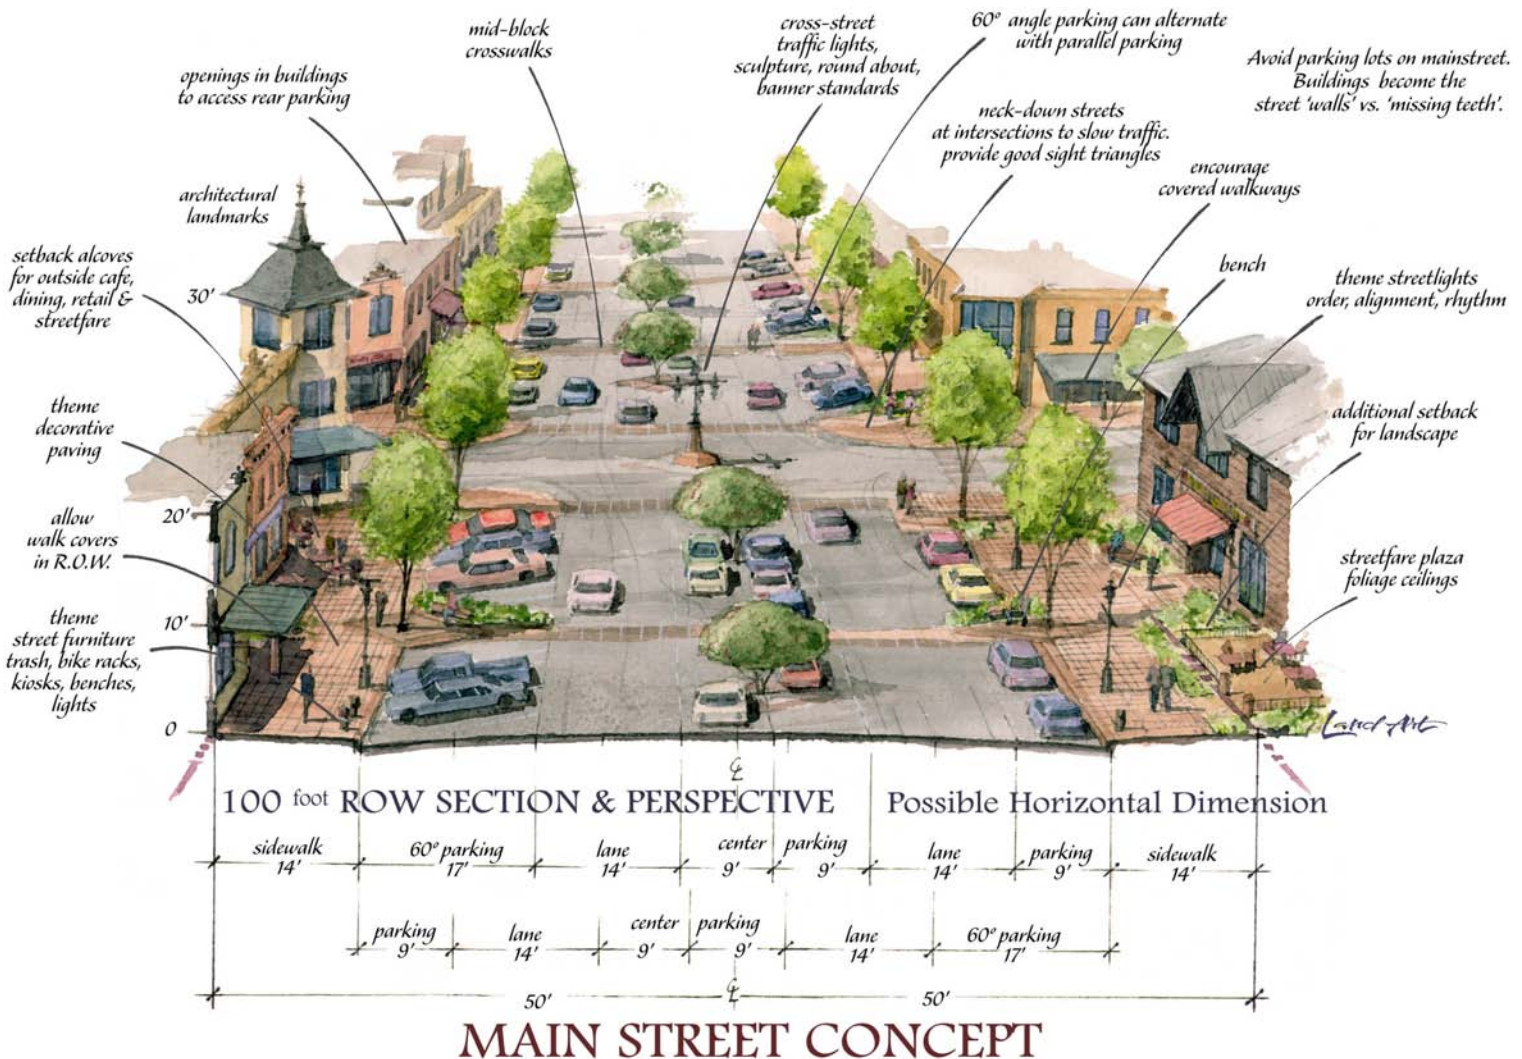 mid-block
crosswalks
cross-street
traffic lights,
sculpture, round about,
banner standards
60° angle parking can alternate
with parallel parking
Avoid parking lots on mainstreet.
Buildings become the
street 'walls' vs. 'missing teeth'.
openings in buildings
to access rear parking
neck-down streets
at intersections to slow traffic.
provide good sight triangles
encourage
covered walkways
architectural
landmarks
setback alcoves
for outside cafe,
dining, retail &
streetfare
30'
bench
theme streetlights
order, alignment, rhythm
theme
decorative
paving
additional setback
for landscape
20'
allow
walk covers
in R.O.W.
streetfare plaza
foliage ceilings
10'
theme
street furniture
trash, bike racks,
kiosks, benches,
lights
0
Land Art
℄
100 foot ROW SECTION & PERSPECTIVE
Possible Horizontal Dimension
sidewalk
14'
60° parking
17'
lane
14'
center
9'
parking
9'
lane
14'
parking
9'
sidewalk
14'
parking
9'
lane
14'
center
9'
parking
9'
lane
14'
60° parking
17'
50'
℄
50'
MAIN STREET CONCEPT